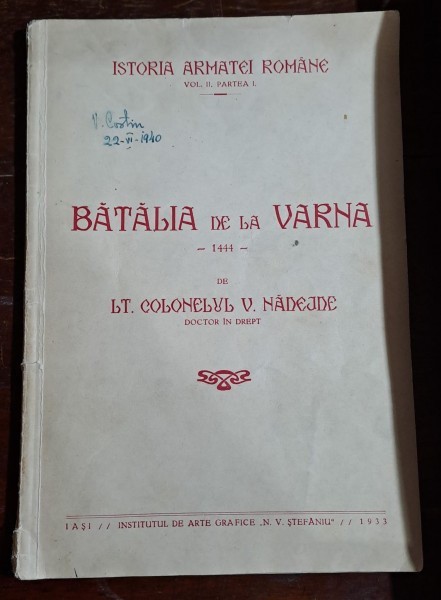 ISTORIA ARMATEI ROMÂNE
VOL. II, PARTEA I.
V. Costin
22-VI-1940
BĂTĂLIA DE LA VARNA
– 1444 –
DE
LT. COLONELUL V. NĂDEJDE
DOCTOR ÎN DREPT
IAȘI // INSTITUTUL DE ARTE GRAFICE „N. V. ȘTEFĂNIU" // 1933